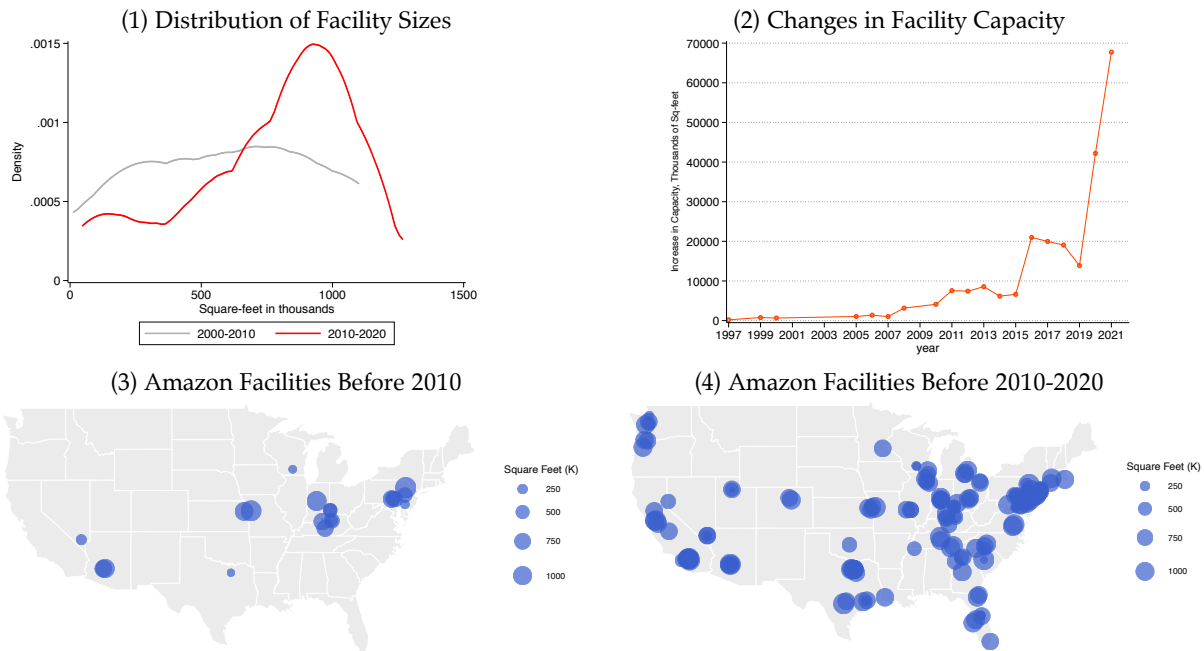 (1) Distribution of Facility Sizes
.0015
.001
.0005
0
Density
0 500 1000 1500
Square-feet in thousands
2000-2010 2010-2020
(2) Changes in Facility Capacity
70000
60000
50000
40000
30000
20000
10000
0
Increase in Capacity, Thousands of Sq-feet
1997 1999 2001 2003 2005 2007 2009 2011 2013 2015 2017 2019 2021
year
(3) Amazon Facilities Before 2010
Square Feet (K)
250
500
750
1000
(4) Amazon Facilities Before 2010-2020
Square Feet (K)
250
500
750
1000